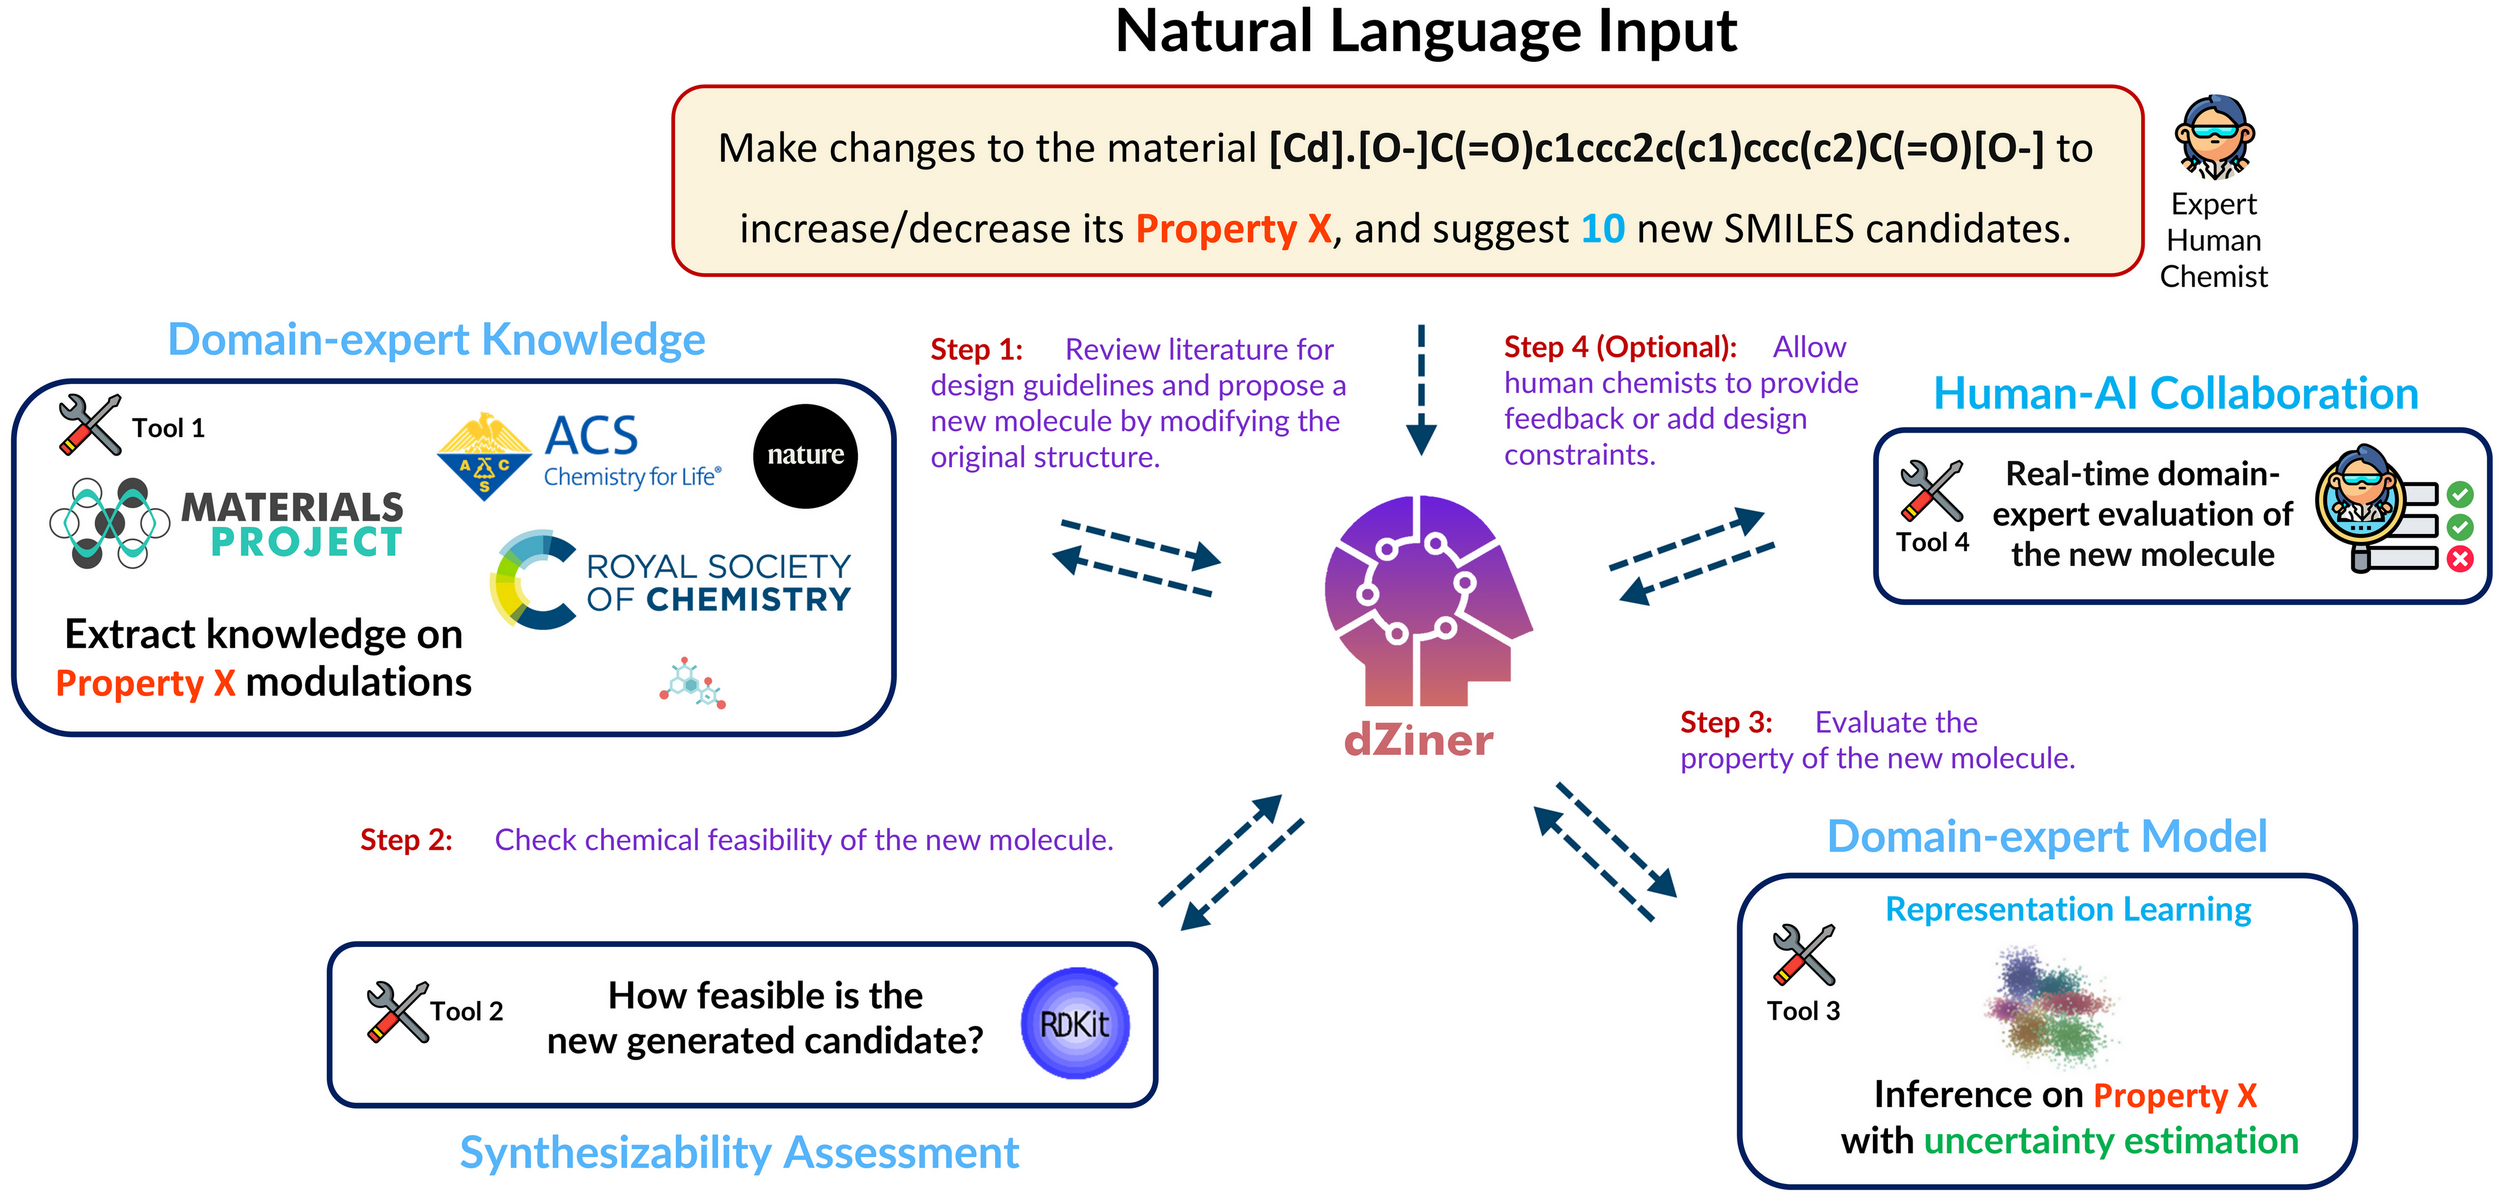 Natural Language Input
Make changes to the material [Cd].[O-]C(=O)c1ccc2c(c1)ccc(c2)C(=O)[O-] to
increase/decrease its Property X, and suggest 10 new SMILES candidates.
Expert
Human
Chemist
Domain-expert Knowledge
Tool 1
ACS
Chemistry for Life®
A C S
nature
MATERIALS
PROJECT
ROYAL SOCIETY
OF CHEMISTRY
Extract knowledge on
Property X modulations
Step 1: Review literature for
design guidelines and propose a
new molecule by modifying the
original structure.
Step 4 (Optional): Allow
human chemists to provide
feedback or add design
constraints.
Human-AI Collaboration
Tool 4
Real-time domain-
expert evaluation of
the new molecule
dZiner
Step 3: Evaluate the
property of the new molecule.
Step 2: Check chemical feasibility of the new molecule.
Tool 2
How feasible is the
new generated candidate?
RDKit
Synthesizability Assessment
Domain-expert Model
Representation Learning
Tool 3
Inference on Property X
with uncertainty estimation